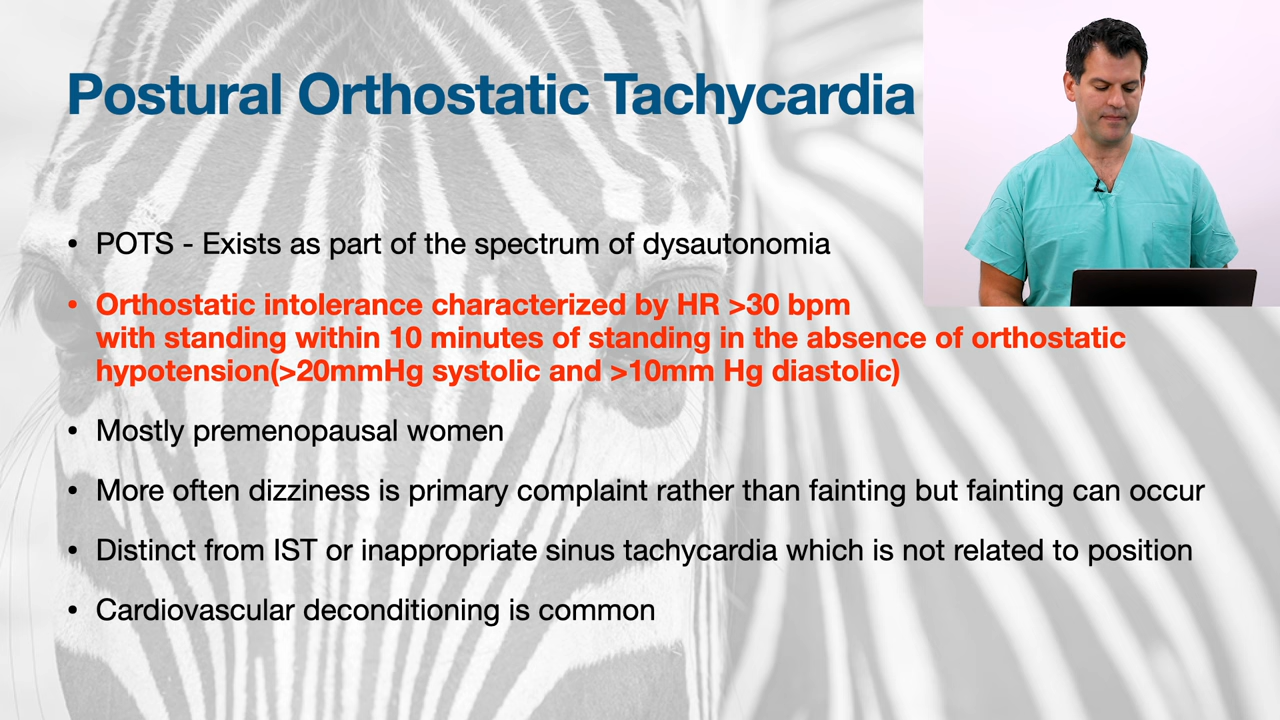 Postural Orthostatic Tachycardia
• POTS - Exists as part of the spectrum of dysautonomia
• Orthostatic intolerance characterized by HR >30 bpm
with standing within 10 minutes of standing in the absence of orthostatic
hypotension(>20mmHg systolic and >10mm Hg diastolic)
• Mostly premenopausal women
• More often dizziness is primary complaint rather than fainting but fainting can occur
• Distinct from IST or inappropriate sinus tachycardia which is not related to position
• Cardiovascular deconditioning is common